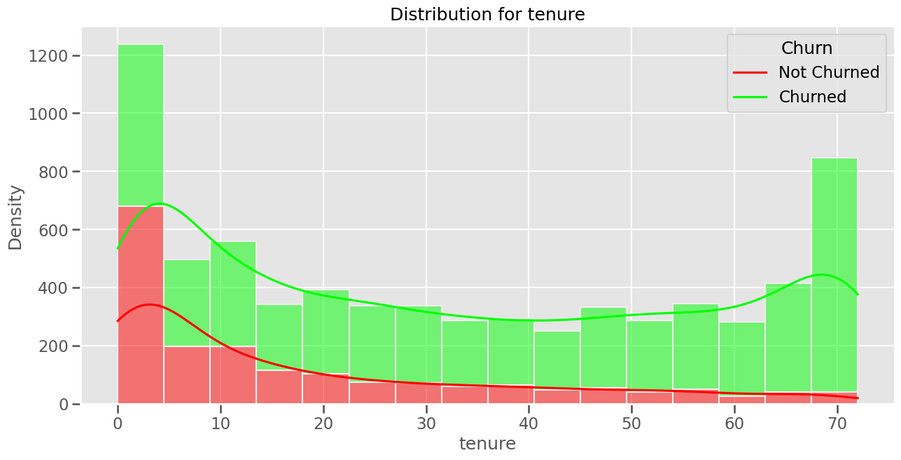 Distribution for tenure
Churn
Not Churned
Churned
1200
1000
800
600
400
200
0
Density
0 10 20 30 40 50 60 70
tenure